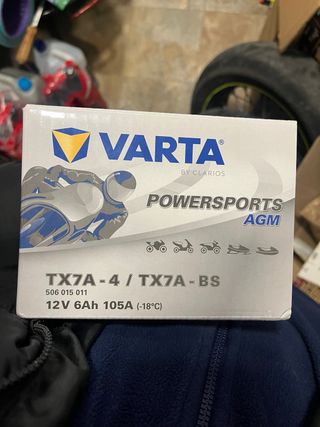 VARTA®
BY CLARIOS
POWERSPORTS
AGM
TX7A-4 / TX7A-BS
506 015 011
12V 6Ah 105A (-18°C)